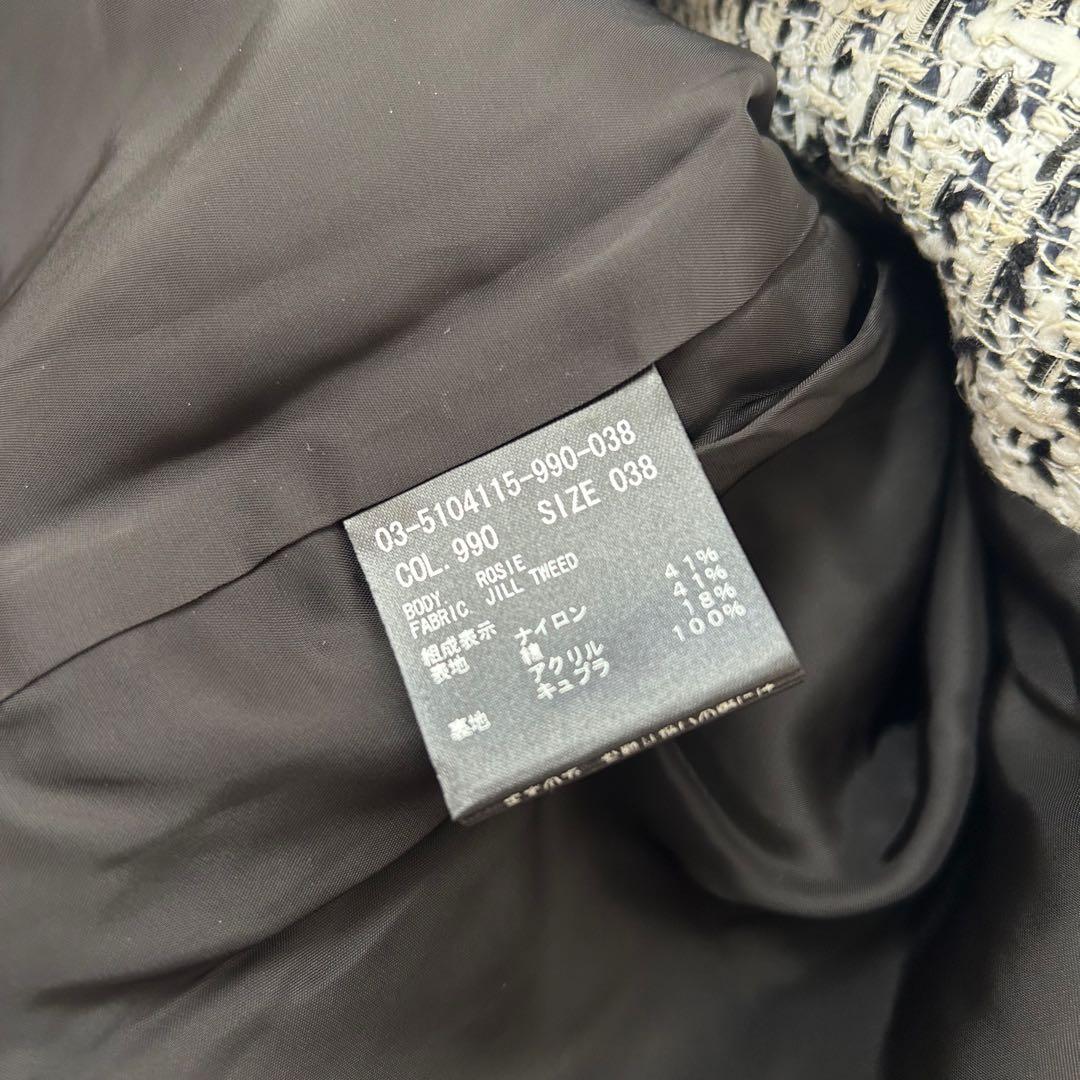 03-5104115-990-038
COL. 990 SIZE 038
BODY ROSIE
FABRIC JILL TWEED
組成表示
表地 ナイロン 41%
綿 41%
アクリル 18%
裏地 キュプラ 100%